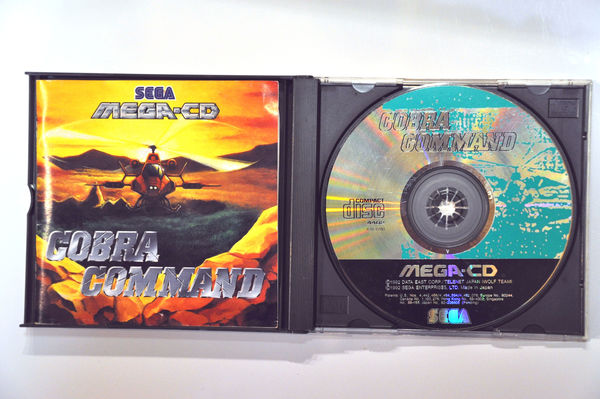 SEGA
MEGA-CD
COBRA
COMMAND
COBRA
COMMAND
COMPACT
disc
MEGA-CD
©1992 DATA EAST CORP./TELENET JAPAN (WOLF TEAM)
©1992 SEGA ENTERPRISES, LTD. Made in Japan
SEGA